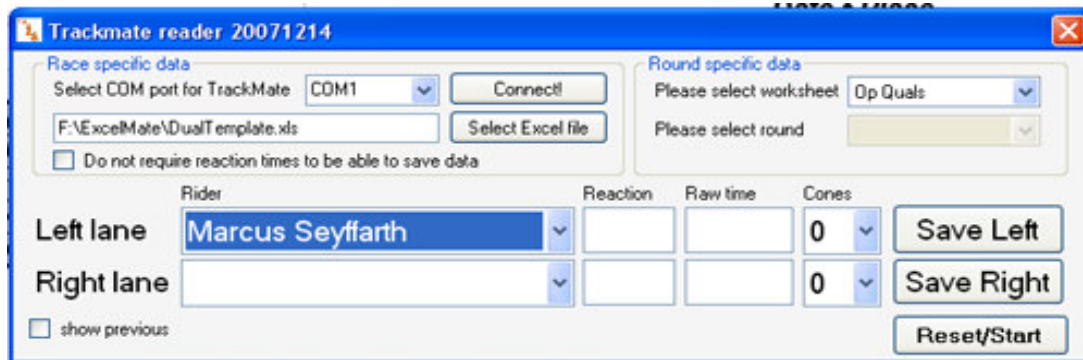 Trackmate reader 20071214
Race specific data
Select COM port for TrackMate COM1 Connect!
F:\ExcelMate\DualTemplate.xls Select Excel file
Do not require reaction times to be able to save data
Round specific data
Please select worksheet Op Quals
Please select round
Rider Reaction Raw time Cones
Left lane Marcus Seyffarth 0 Save Left
Right lane 0 Save Right
show previous Reset/Start